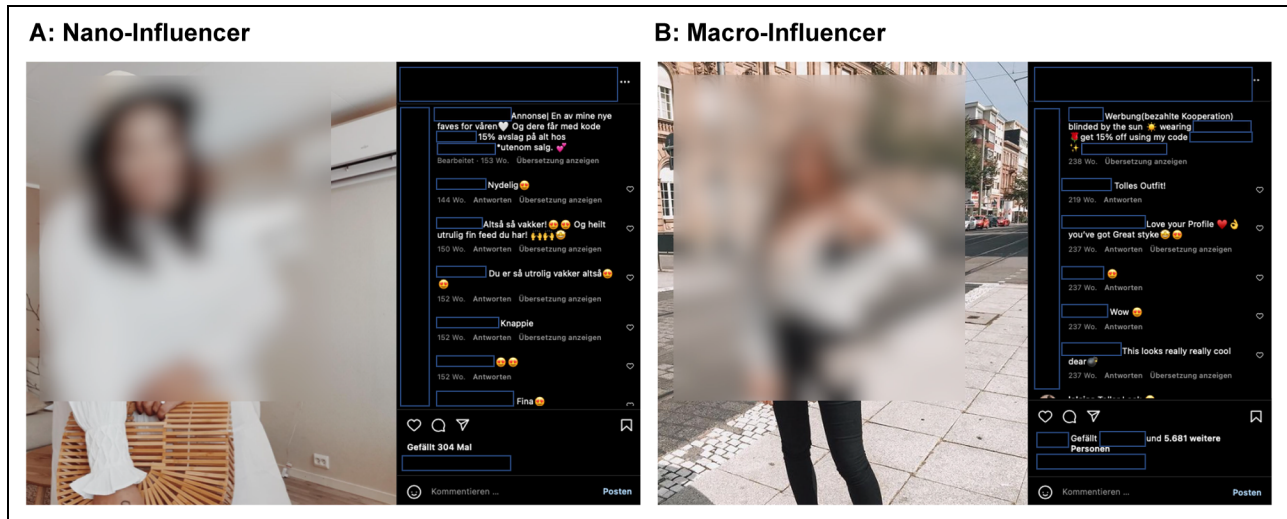 A: Nano-Influencer
Annonse| En av mine nye
faves for våren🤍 Og dere får med kode
15% avslag på alt hos
*utenom salg. 💕
Bearbeitet · 153 Wo. Übersetzung anzeigen
Nydelig😍
144 Wo. Antworten Übersetzung anzeigen
Altså så vakker!😍😍 Og heilt
utrulig fin feed du har! 🙌🙌🤩
150 Wo. Antworten Übersetzung anzeigen
Du er så utrolig vakker altså😍
😍
152 Wo. Antworten Übersetzung anzeigen
Knappie
152 Wo. Antworten Übersetzung anzeigen
😍😍
152 Wo. Antworten
Fina😍
Gefällt 304 Mal
Kommentieren ...
Posten
B: Macro-Influencer
Werbung(bezahlte Kooperation)
blinded by the sun ☀️ wearing
🌹get 15% off using my code
✨
238 Wo. Übersetzung anzeigen
Tolles Outfit!
219 Wo. Antworten Übersetzung anzeigen
Love your Profile ❤️👌
you've got Great styke🤩😍
237 Wo. Antworten Übersetzung anzeigen
😍
237 Wo. Antworten
Wow 😍
237 Wo. Antworten Übersetzung anzeigen
This looks really really cool
dear
237 Wo. Antworten Übersetzung anzeigen
Gefällt und 5.681 weitere
Personen
Kommentieren ...
Posten